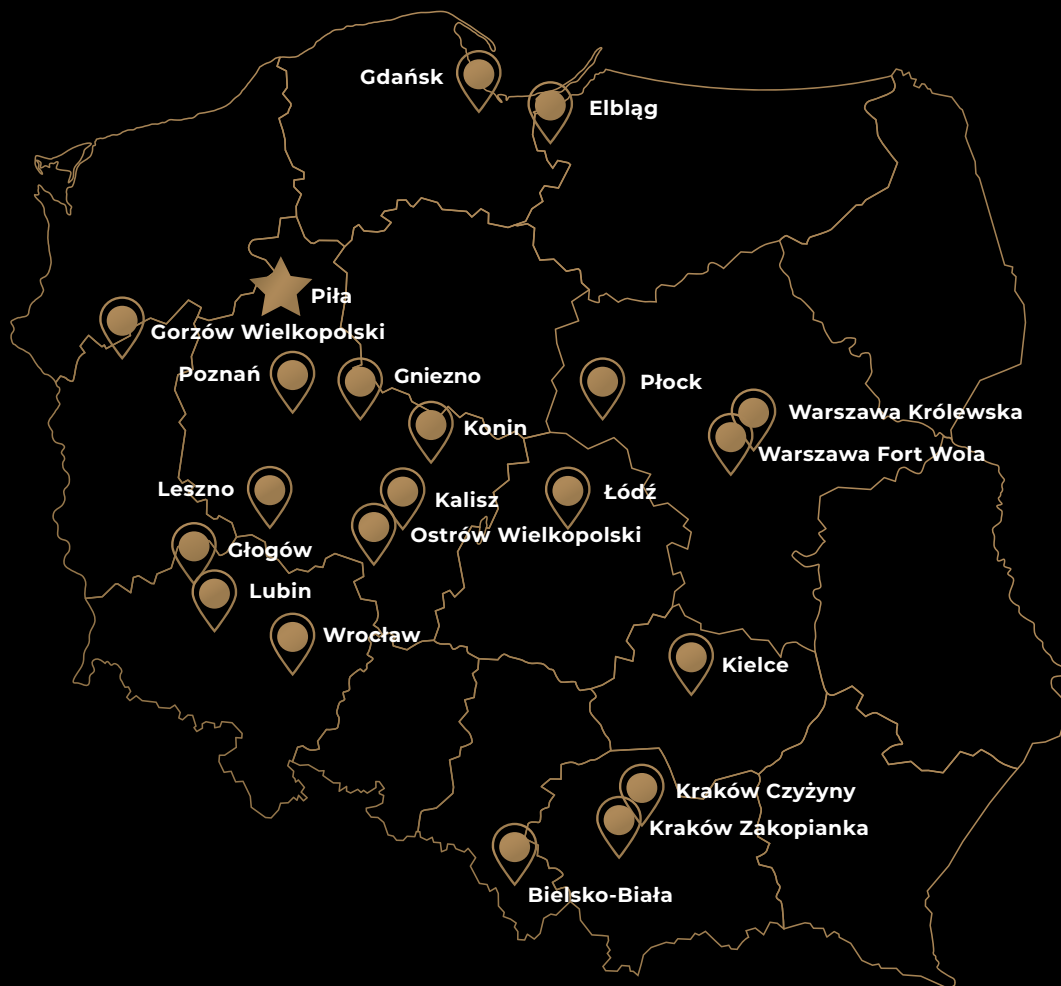 Gdańsk
Elbląg
Piła
Gorzów Wielkopolski
Poznań
Gniezno
Płock
Warszawa Królewska
Konin
Warszawa Fort Wola
Leszno
Kalisz
Łódź
Ostrów Wielkopolski
Głogów
Lubin
Wrocław
Kielce
Kraków Czyżyny
Kraków Zakopianka
Bielsko-Biała